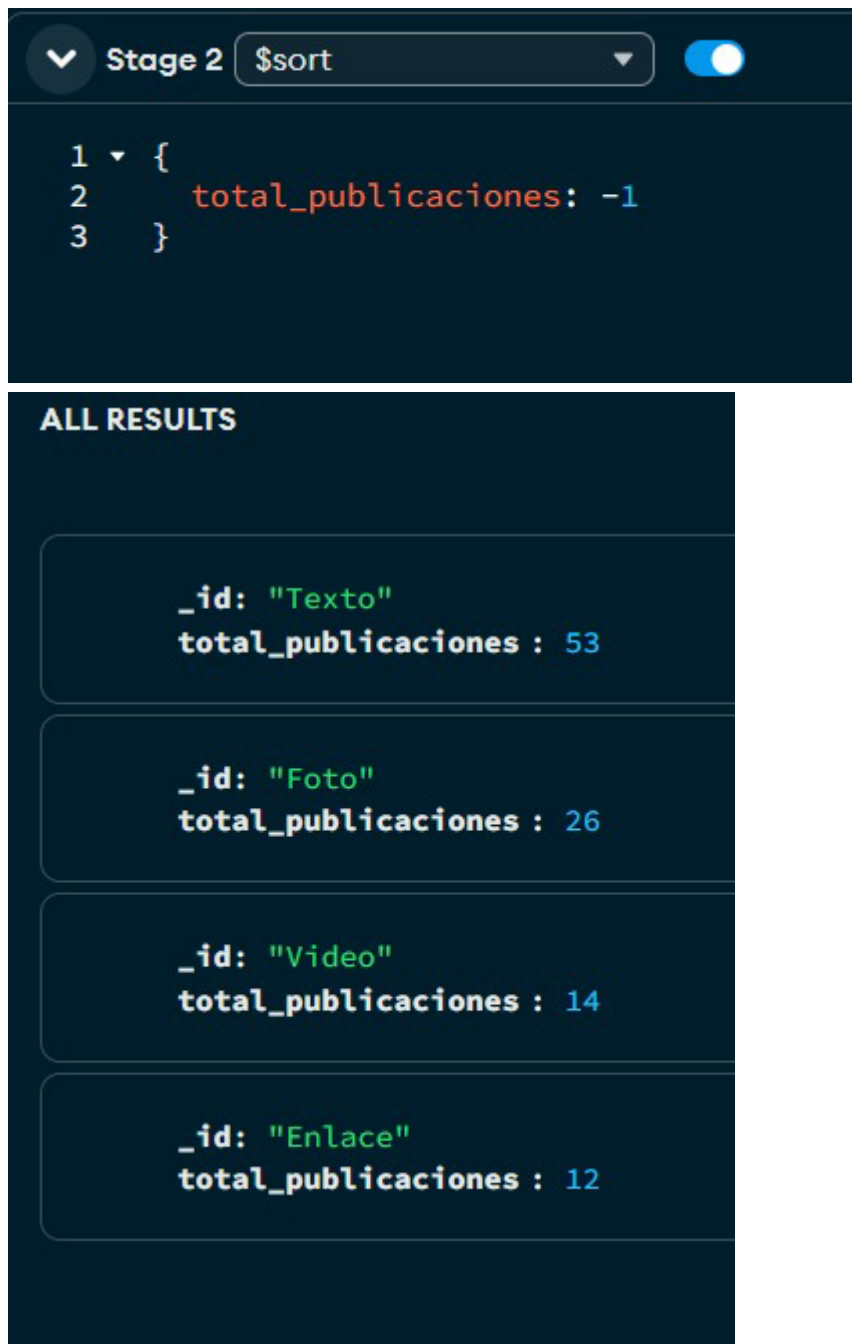 Stage 2 $sort
1 {
2 total_publicaciones: -1
3 }
ALL RESULTS
_id: "Texto"
total_publicaciones : 53
_id: "Foto"
total_publicaciones : 26
_id: "Video"
total_publicaciones : 14
_id: "Enlace"
total_publicaciones : 12